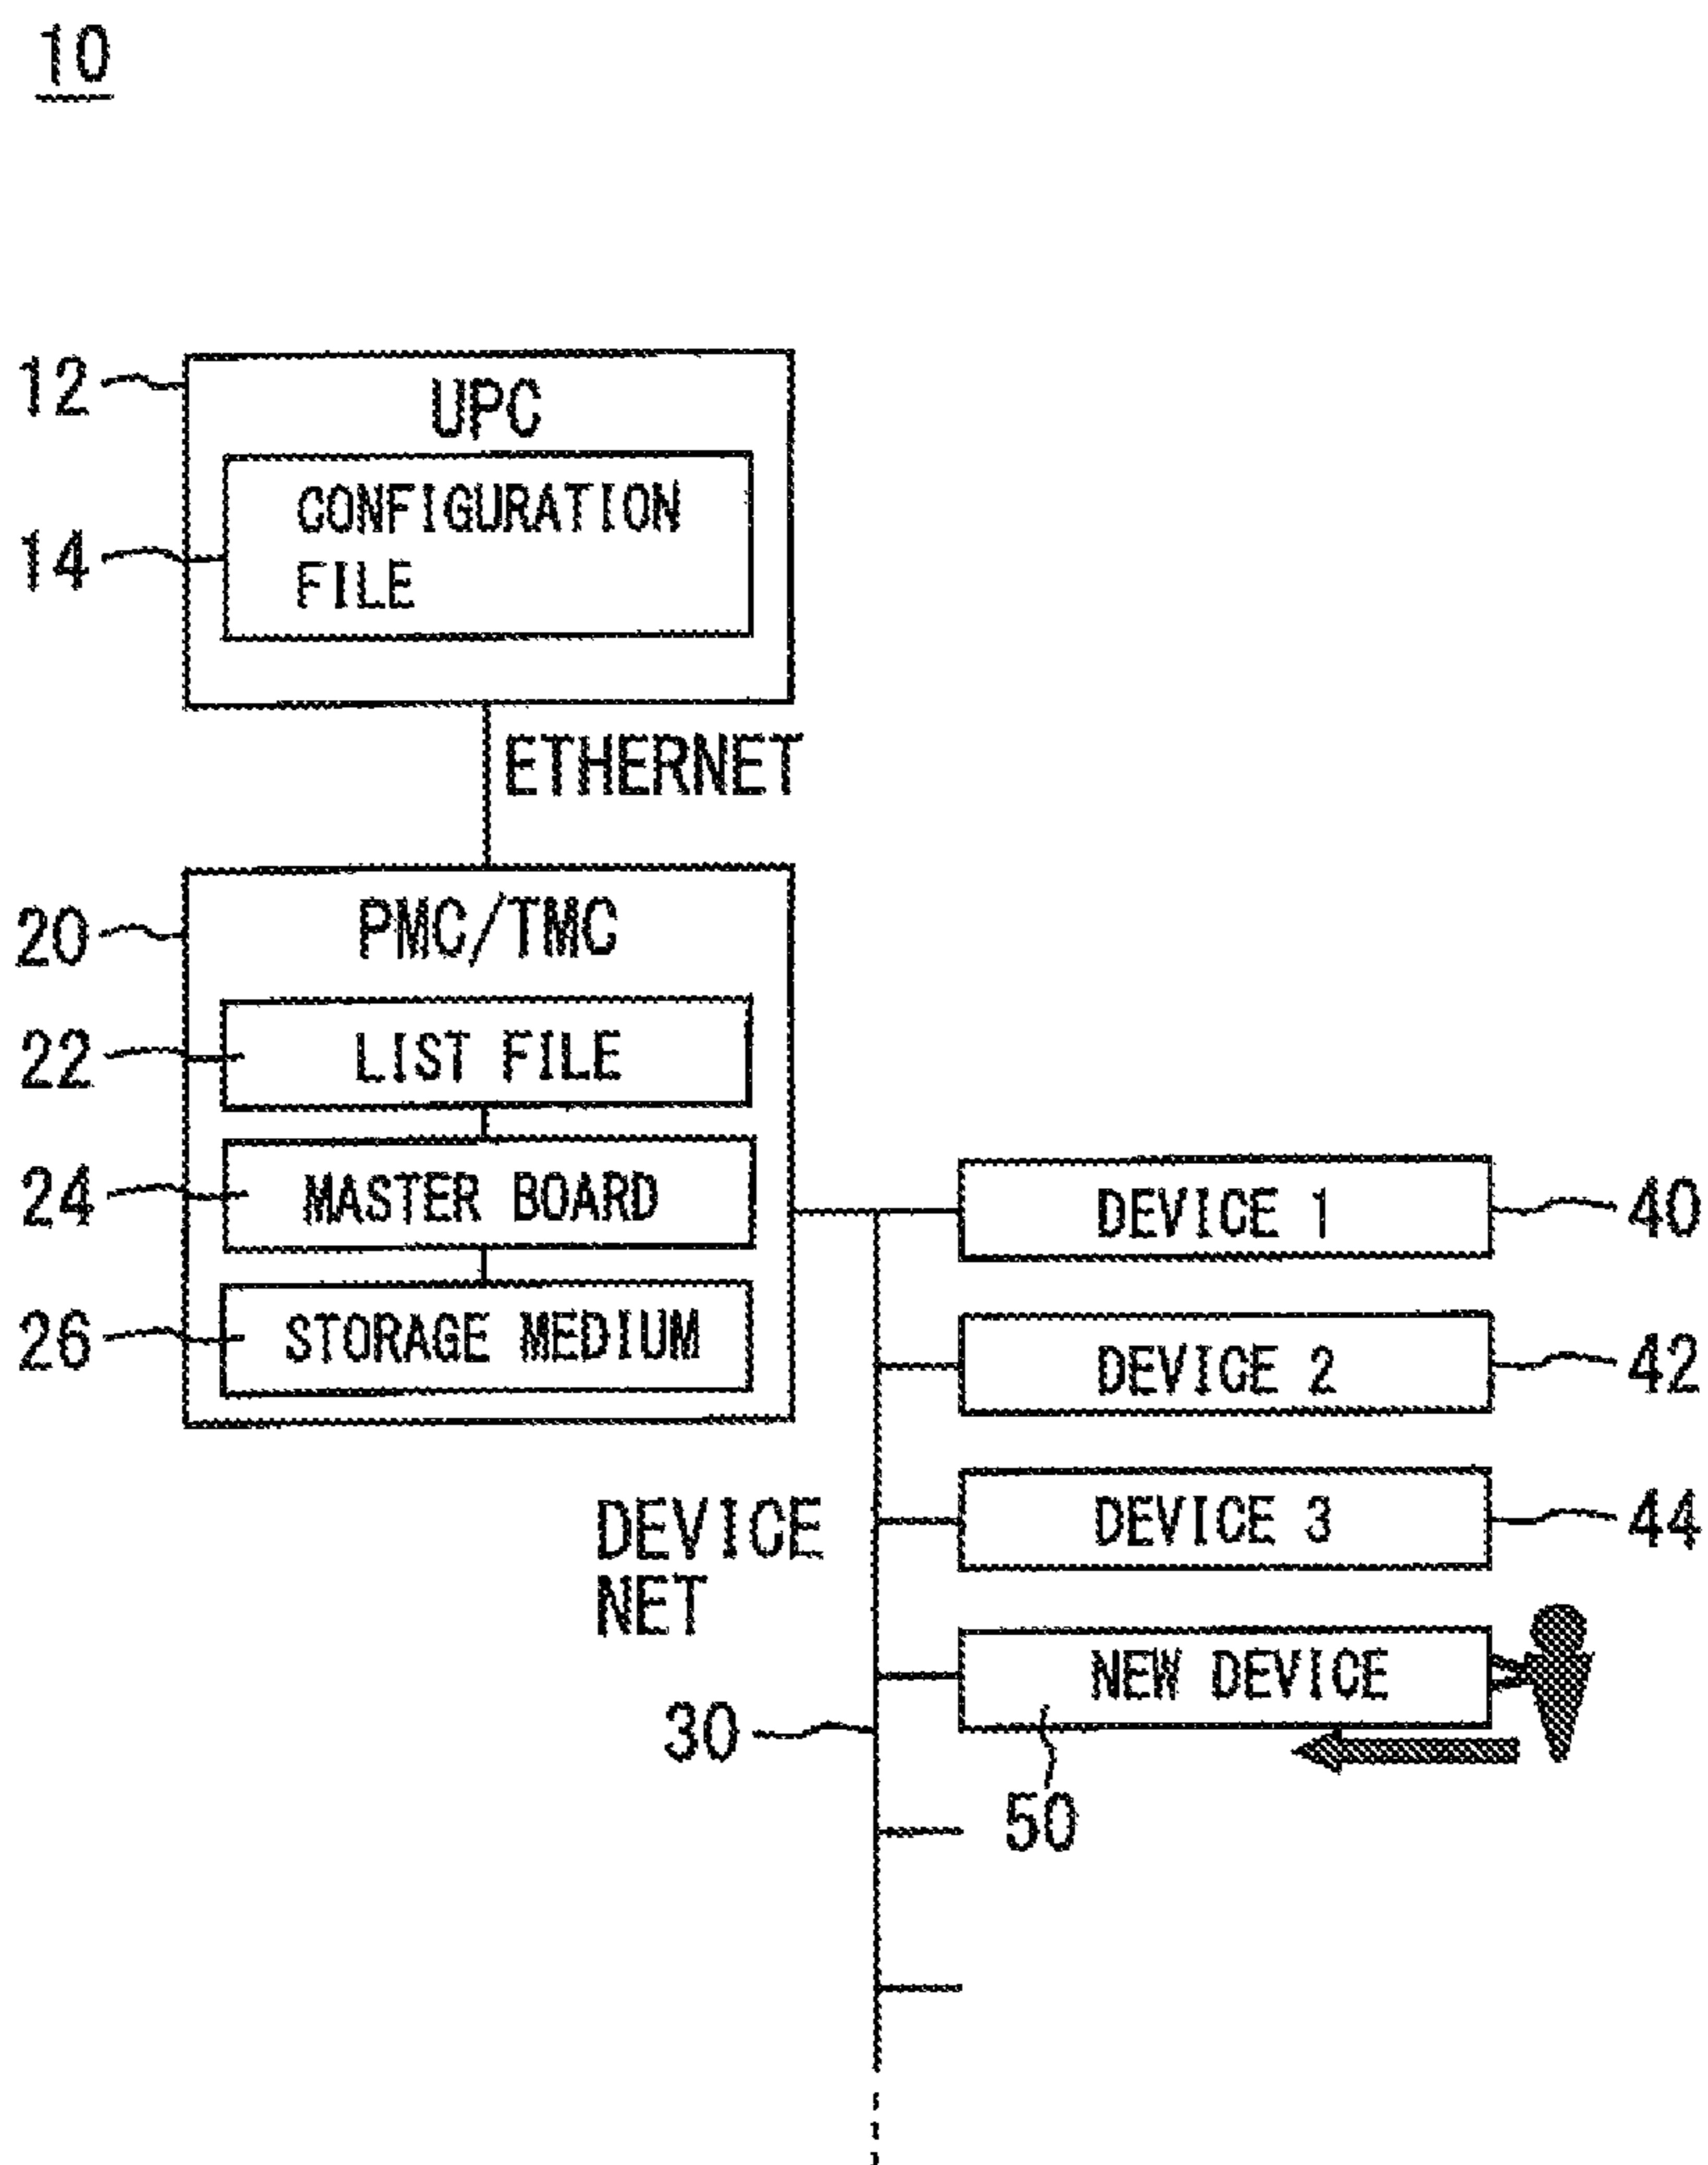 10
12
UPC
14
CONFIGURATION
FILE
ETHERNET
20
PMC/TMC
22
LIST FILE
24
MASTER BOARD
26
STORAGE MEDIUM
DEVICE 1
40
DEVICE 2
42
DEVICE 3
44
DEVICE
NET
NEW DEVICE
30
50